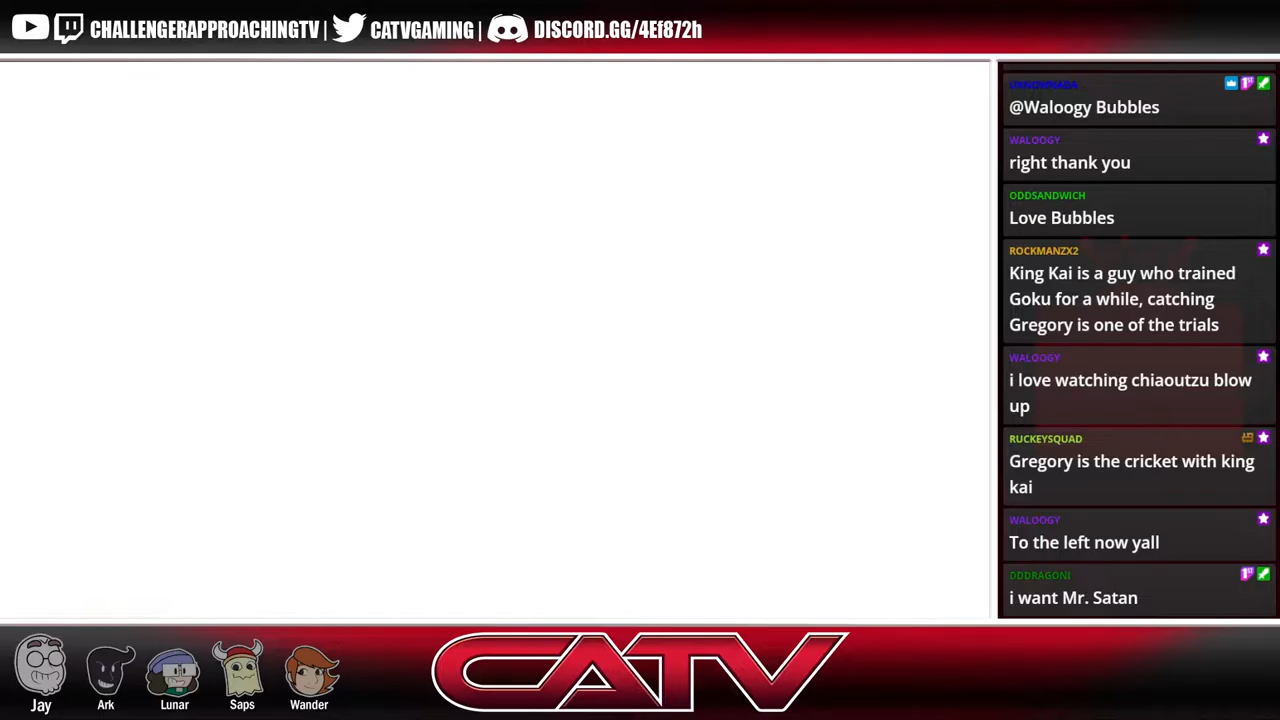 CHALLENGERAPPROACHINGTV | CATVGAMING | DISCORD.GG/4Ef872h
@Waloogy Bubbles
WALOOGY
right thank you
ODDSANDWICH
Love Bubbles
ROCKMANZX2
King Kai is a guy who trained
Goku for a while, catching
Gregory is one of the trials
WALOOGY
i love watching chiaoutzu blow
up
RUCKEYSQUAD
Gregory is the cricket with king
kai
WALOOGY
To the left now yall
DDDRAGONI
i want Mr. Satan
CATV
Jay Ark Lunar Saps Wander